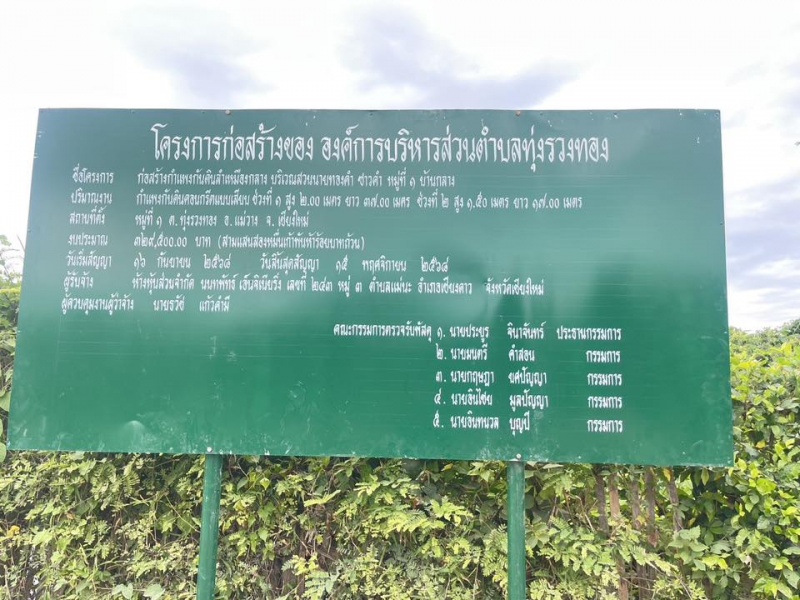 โครงการก่อสร้างของ องค์การบริหารส่วนตำบลทุ่งรวงทอง
ชื่อโครงการ ก่อสร้างกำแพงกันดินลำเหมืองกลาง บริเวณสวนนายทองคำ ซาวคำ หมู่ที่ ๑ บ้านกลาง
ปริมาณงาน กำแพงกันดินคอนกรีตแบบเสียบ ช่วงที่ ๑ สูง ๒.๐๐ เมตร ยาว ๓๗.๐๐ เมตร ช่วงที่ ๒ สูง ๑.๕๐ เมตร ยาว ๑๗.๐๐ เมตร
สถานที่ตั้ง หมู่ที่ ๑ ต.ทุ่งรวงทอง อ.แม่วาง จ.เชียงใหม่
งบประมาณ ๓๒๙,๕๐๐.๐๐ บาท (สามแสนสองหมื่นเก้าพันห้าร้อยบาทถ้วน)
วันเริ่มสัญญา ๑๖ กันยายน ๒๕๖๘ วันสิ้นสุดสัญญา ๑๕ พฤศจิกายน ๒๕๖๘
ผู้รับจ้าง ห้างหุ้นส่วนจำกัด นนทพัทธ์ เอ็นจิเนียริ่ง เลขที่ ๒๔๓ หมู่ ๓ ตำบลแม่นะ อำเภอเชียงดาว จังหวัดเชียงใหม่
ผู้ควบคุมงานผู้ว่าจ้าง นายธวัช แก้วคำมี
คณะกรรมการตรวจรับพัสดุ ๑. นายประยูร จินาจันทร์ ประธานกรรมการ
๒. นายมนตรี คำสอน กรรมการ
๓. นายกฤษฎา ยศปัญญา กรรมการ
๔. นายอินไชย มูลปัญญา กรรมการ
๕. นายอินทนวล บุญปี กรรมการ